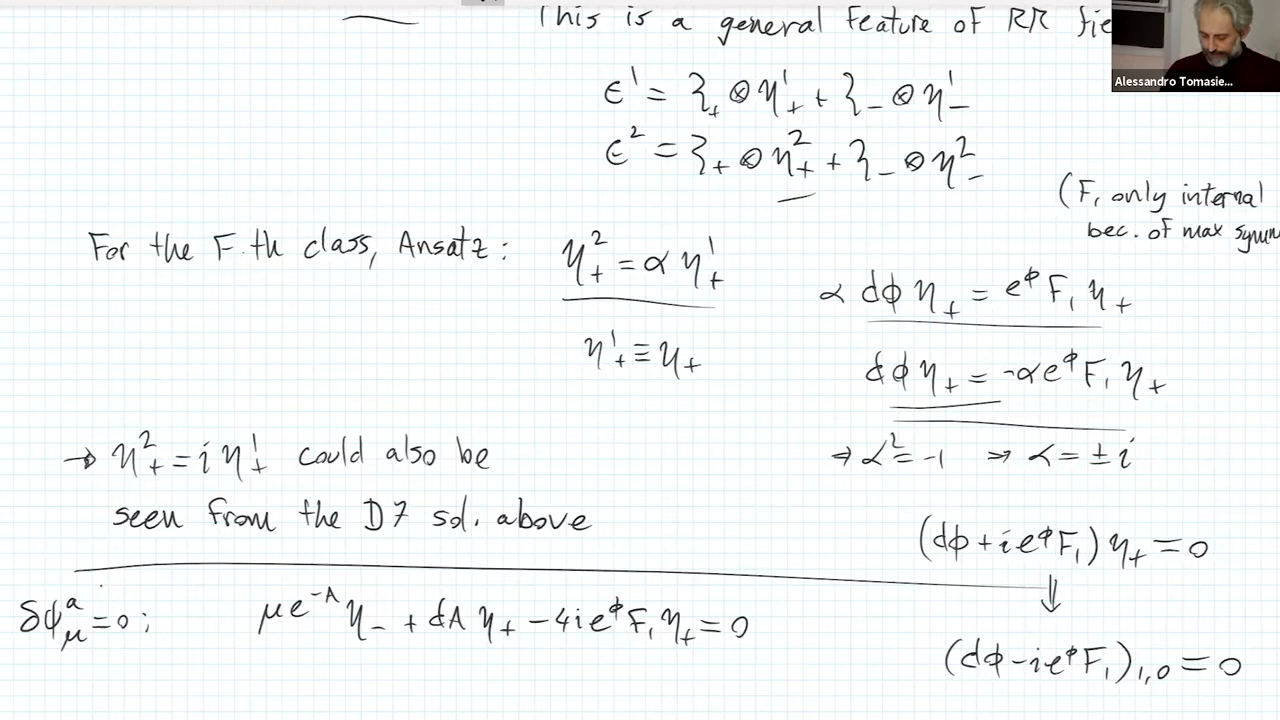 This is a general feature of RR fie
Alessandro Tomasie...
ϵ¹ = ζ₊ ⊗ η¹₊ + ζ₋ ⊗ η¹₋
ϵ² = ζ₊ ⊗ η²₊ + ζ₋ ⊗ η²₋
(F₁ only internal
bec. of max symm
For the F.th class, Ansatz: η²₊ = α η¹₊
α dϕ η₊ = e^ϕ F₁ η₊
η¹₊ ≡ η₊
dϕ η₊ = -α e^ϕ F₁ η₊
→ η²₊ = i η¹₊ could also be
⇒ α² = -1 ⇒ α = ± i
seen from the D7 sol. above
(dϕ + i e^ϕ F₁) η₊ = 0
⇓
δψ^a_μ = 0 ; μ e^{-A} η₋ + dA η₊ - 4 i e^ϕ F₁ η₊ = 0
(dϕ - i e^ϕ F₁)₁,₀ = 0